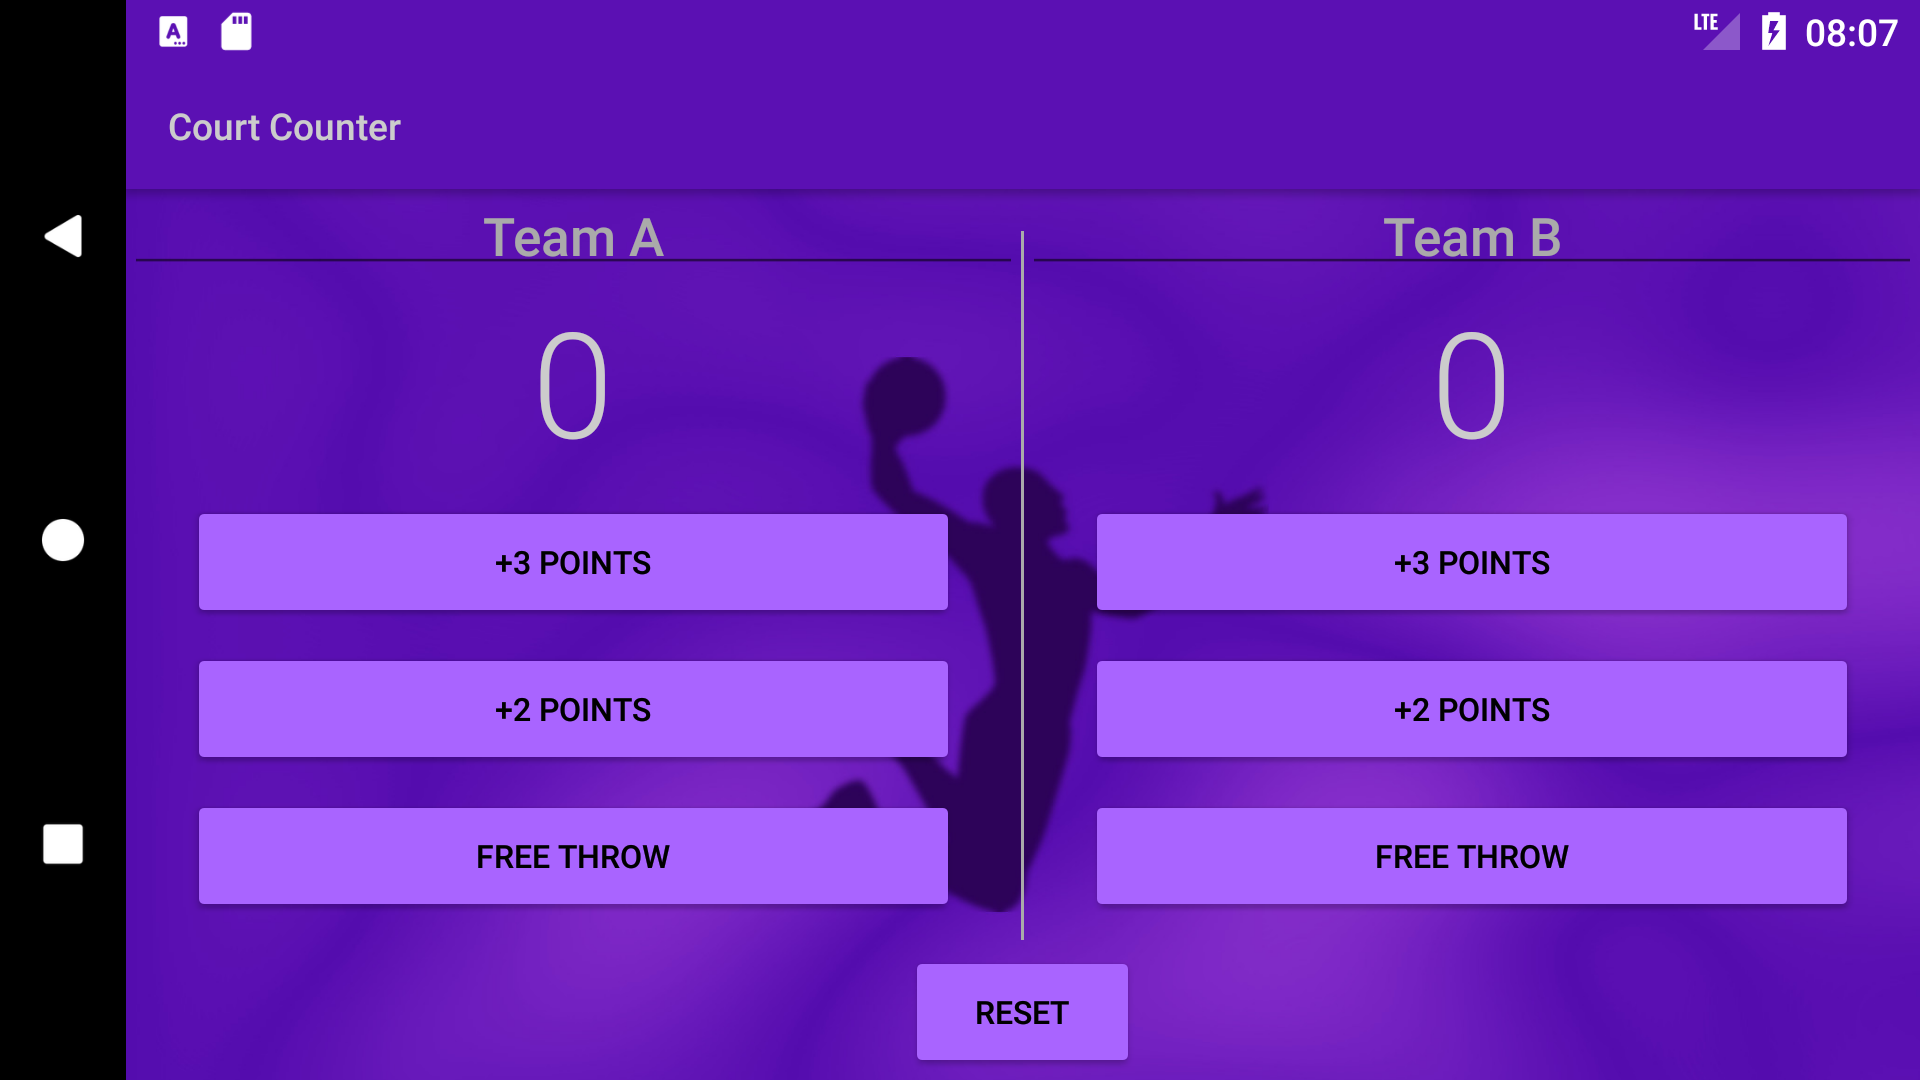 A
LTE
08:07
Court Counter
Team A
Team B
0
0
+3 POINTS
+3 POINTS
+2 POINTS
+2 POINTS
FREE THROW
FREE THROW
RESET